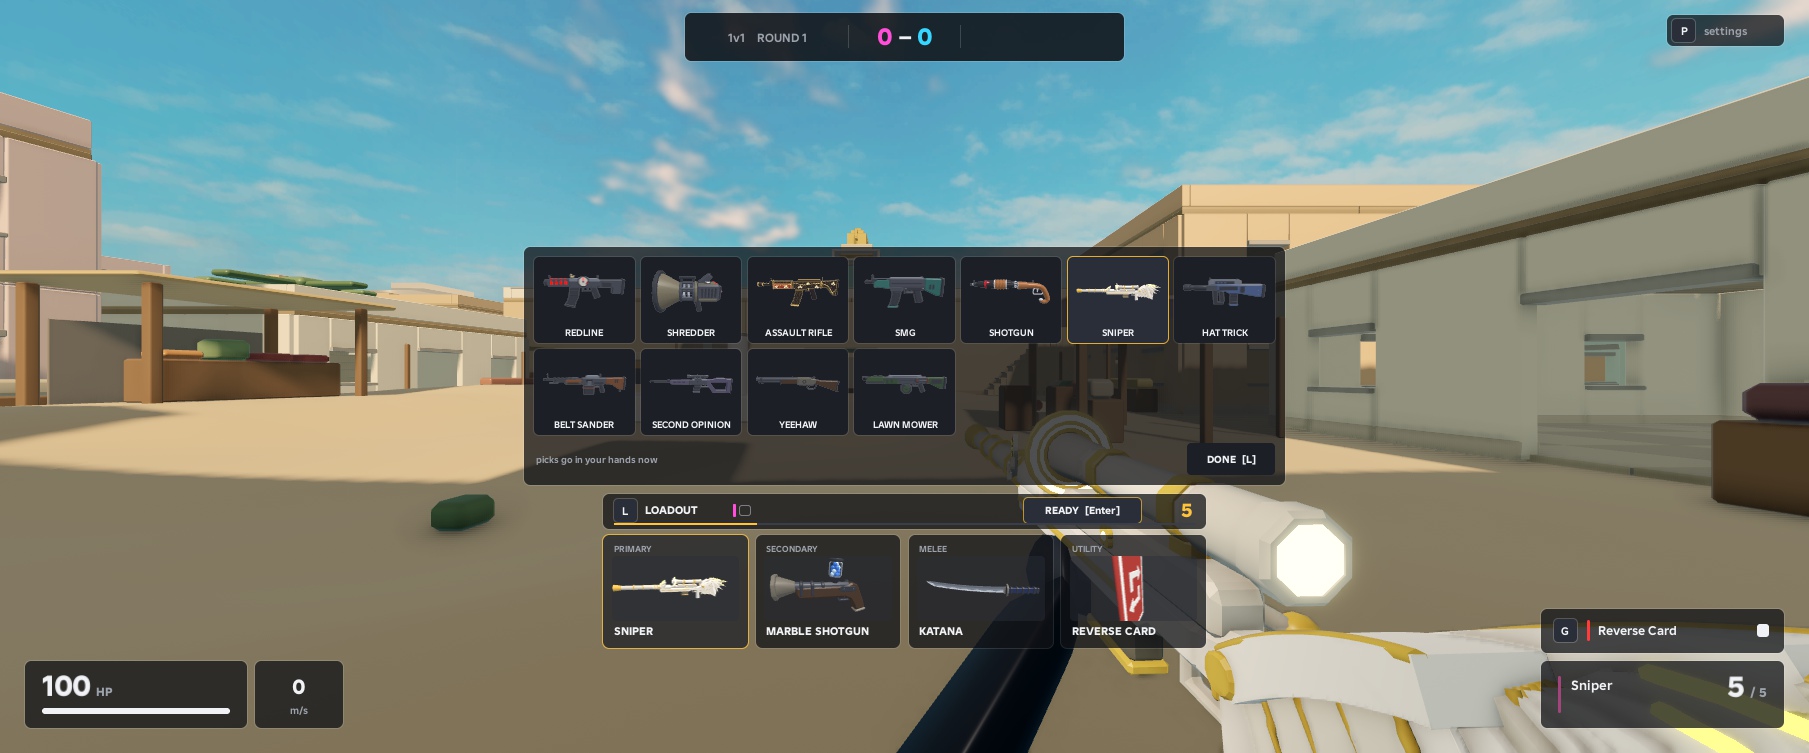 1v1 ROUND 1 0 – 0
P settings
REDLINE SHREDDER ASSAULT RIFLE SMG SHOTGUN SNIPER HAT TRICK
BELT SANDER SECOND OPINION YEEHAW LAWN MOWER
picks go in your hands now
DONE [L]
L LOADOUT READY [Enter] 5
PRIMARY SECONDARY MELEE UTILITY
SNIPER MARBLE SHOTGUN KATANA REVERSE CARD
100 HP
0
m/s
G Reverse Card
Sniper 5 / 5